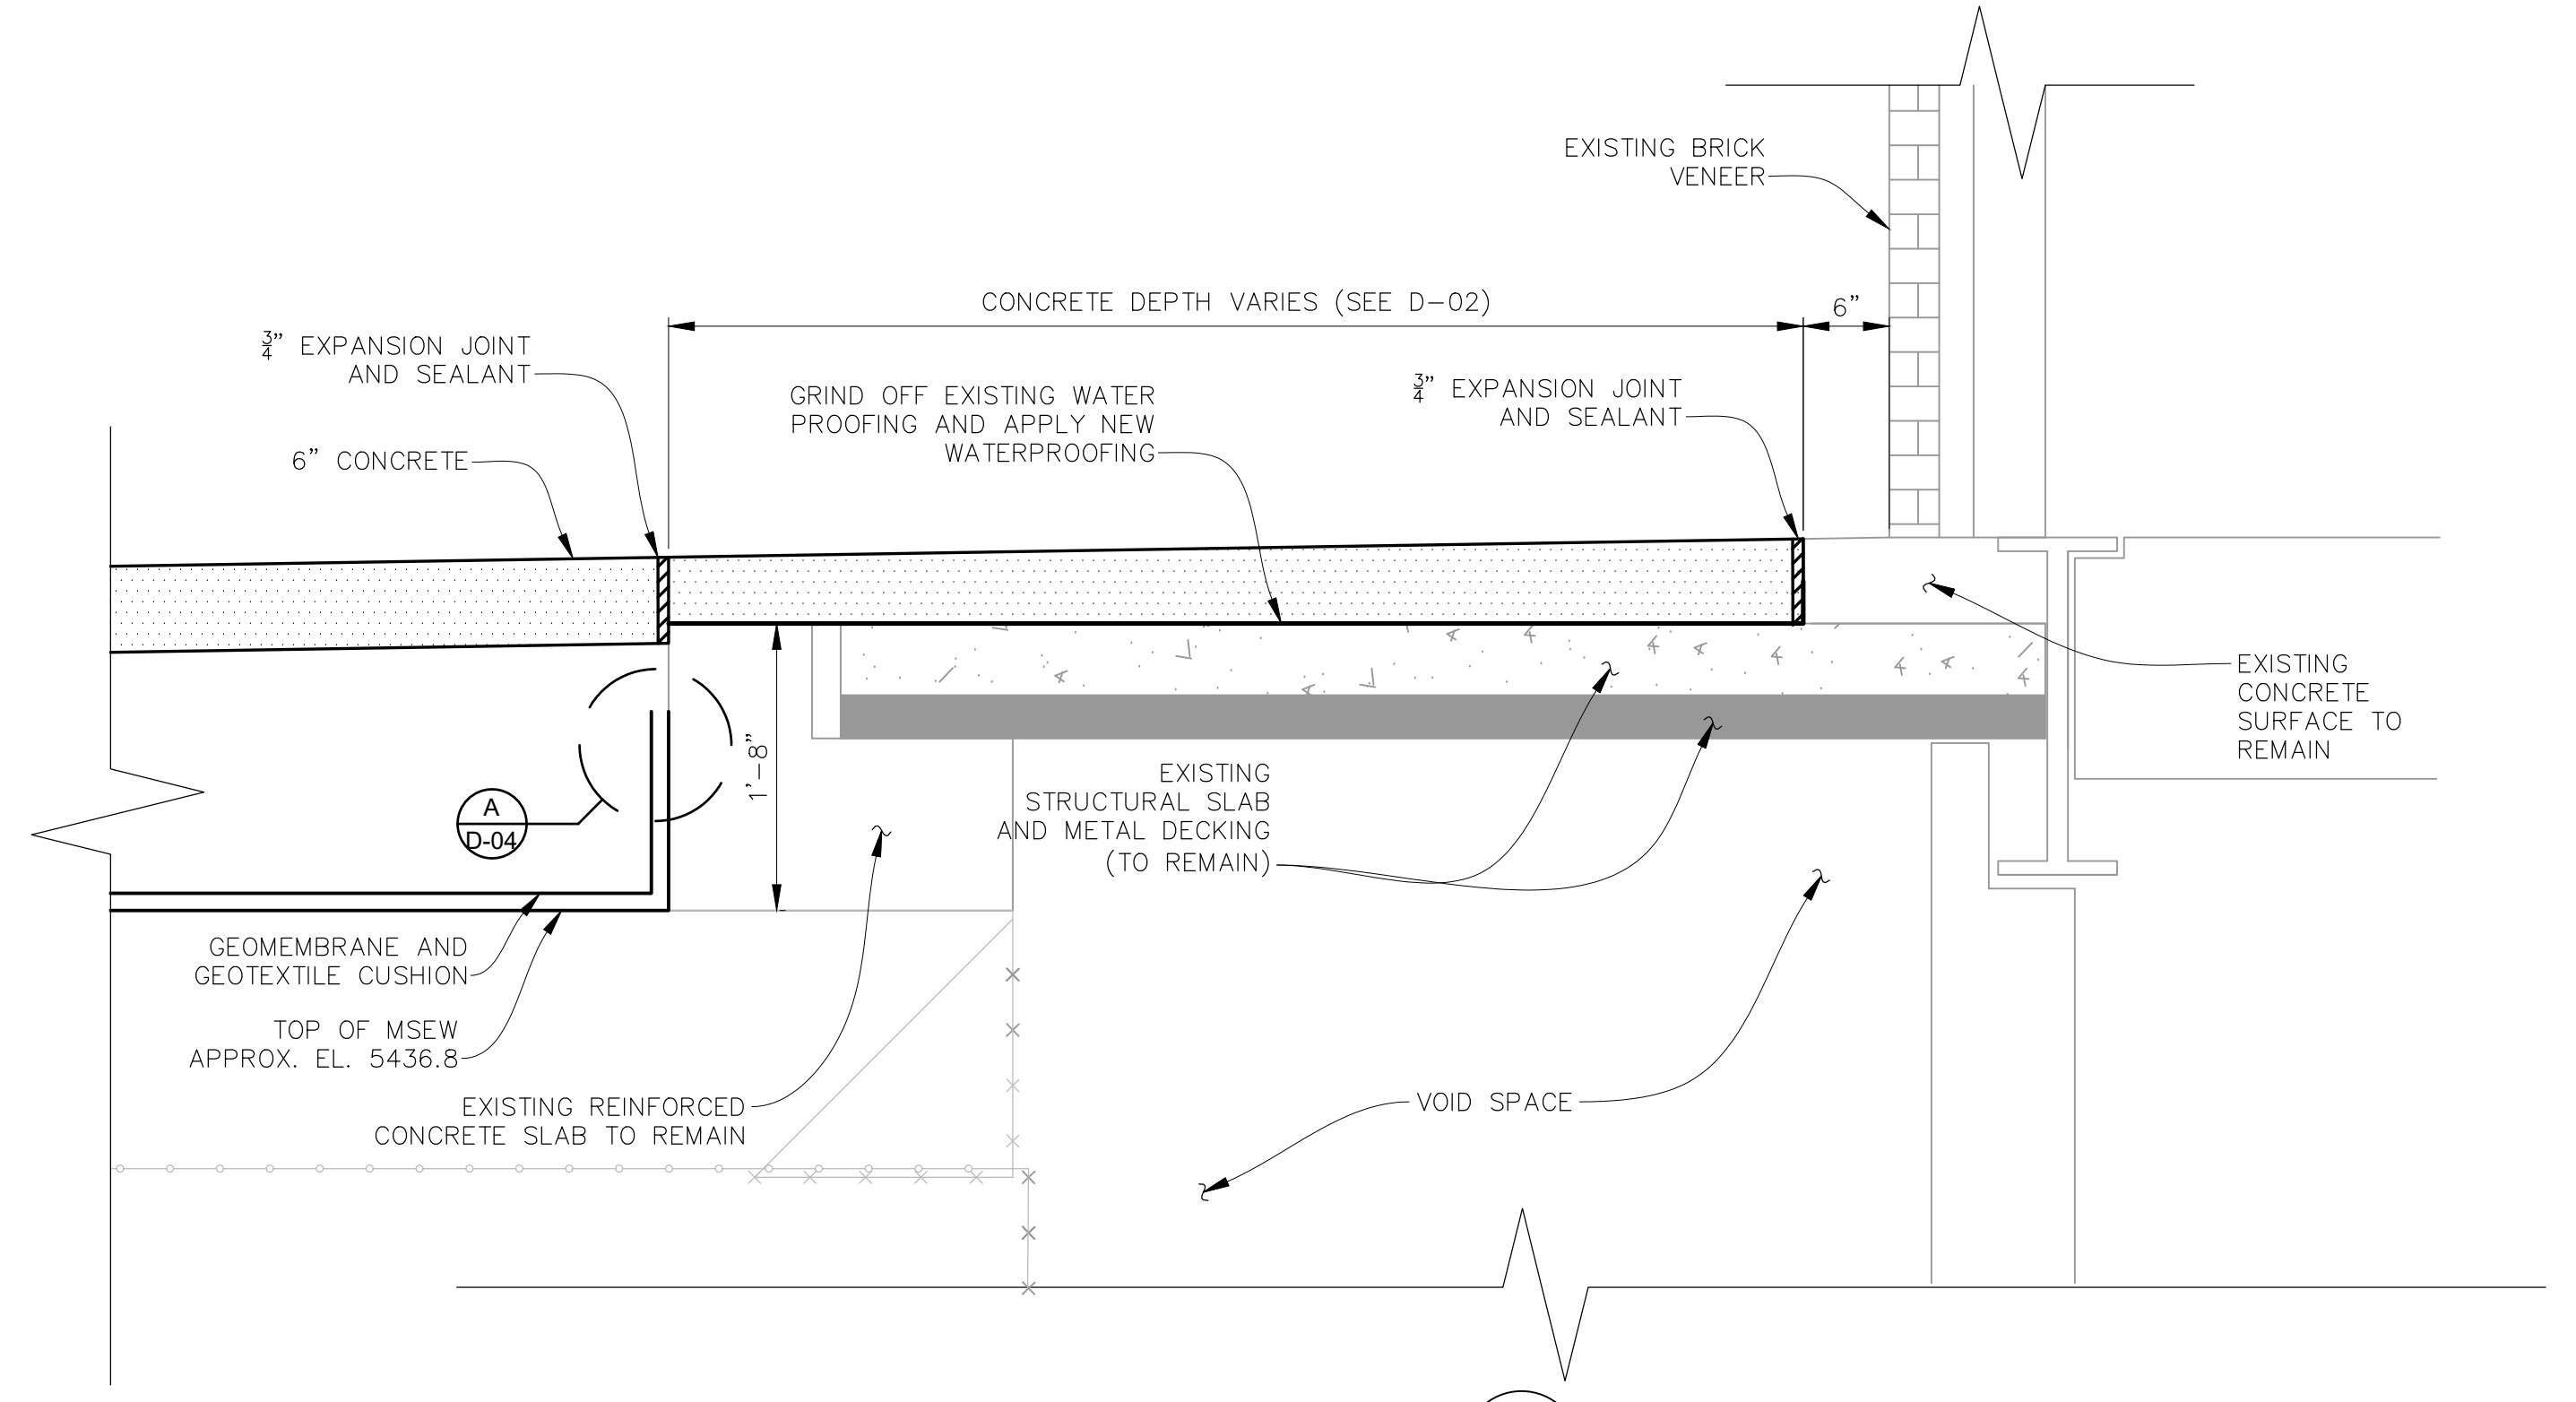 EXISTING BRICK
VENEER
CONCRETE DEPTH VARIES (SEE D-02)
6”
¾” EXPANSION JOINT
AND SEALANT
GRIND OFF EXISTING WATER
PROOFING AND APPLY NEW
WATERPROOFING
¾” EXPANSION JOINT
AND SEALANT
6” CONCRETE
EXISTING
CONCRETE
SURFACE TO
REMAIN
1’-8”
EXISTING
STRUCTURAL SLAB
AND METAL DECKING
(TO REMAIN)
A
D-04
GEOMEMBRANE AND
GEOTEXTILE CUSHION
TOP OF MSEW
APPROX. EL. 5436.8
EXISTING REINFORCED
CONCRETE SLAB TO REMAIN
VOID SPACE